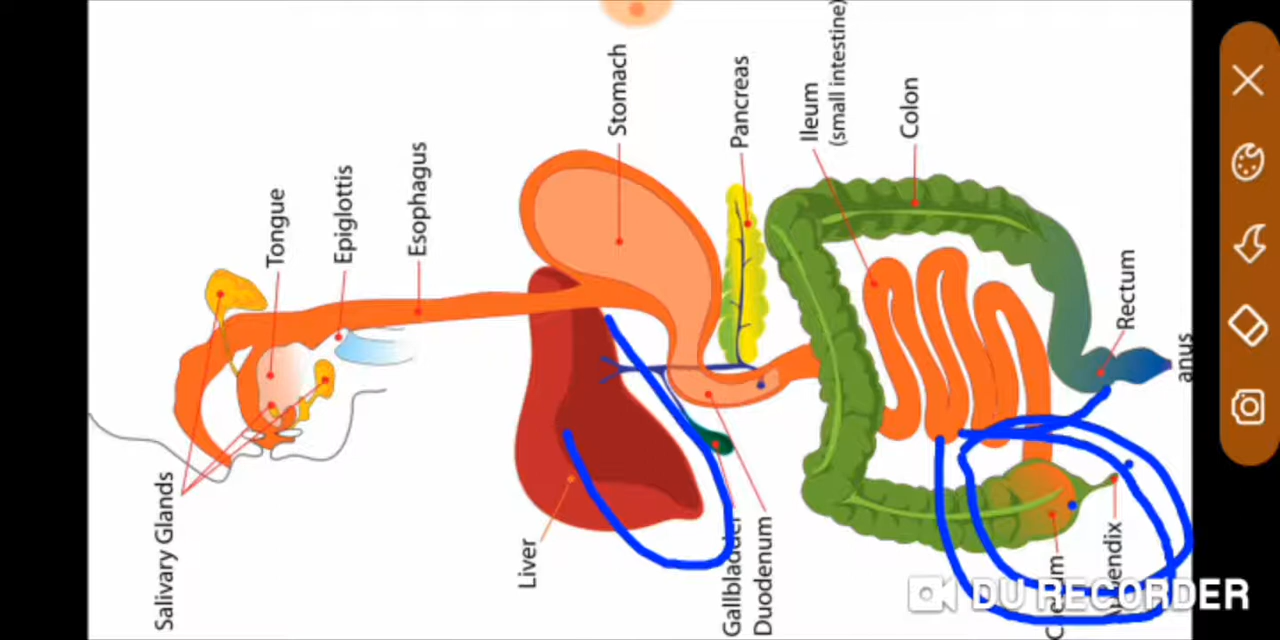 Salivary Glands
Tongue
Epiglottis
Esophagus
Stomach
Liver
Pancreas
Gallbladder
Duodenum
Ileum
(small intestine)
Colon
Rectum
anus
DU RECORDER